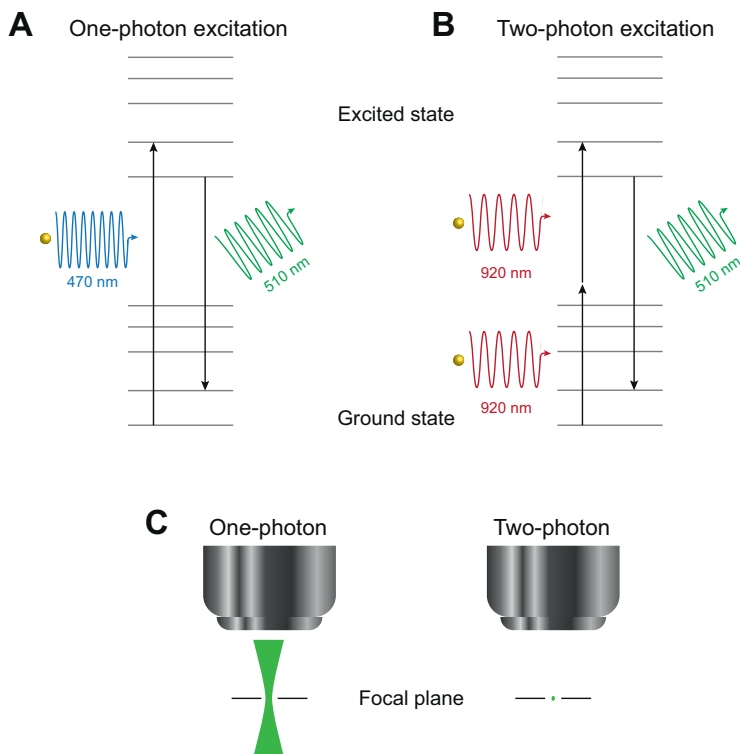 A
One-photon excitation
B
Two-photon excitation
Excited state
470 nm
510 nm
920 nm
510 nm
920 nm
Ground state
C
One-photon
Two-photon
Focal plane